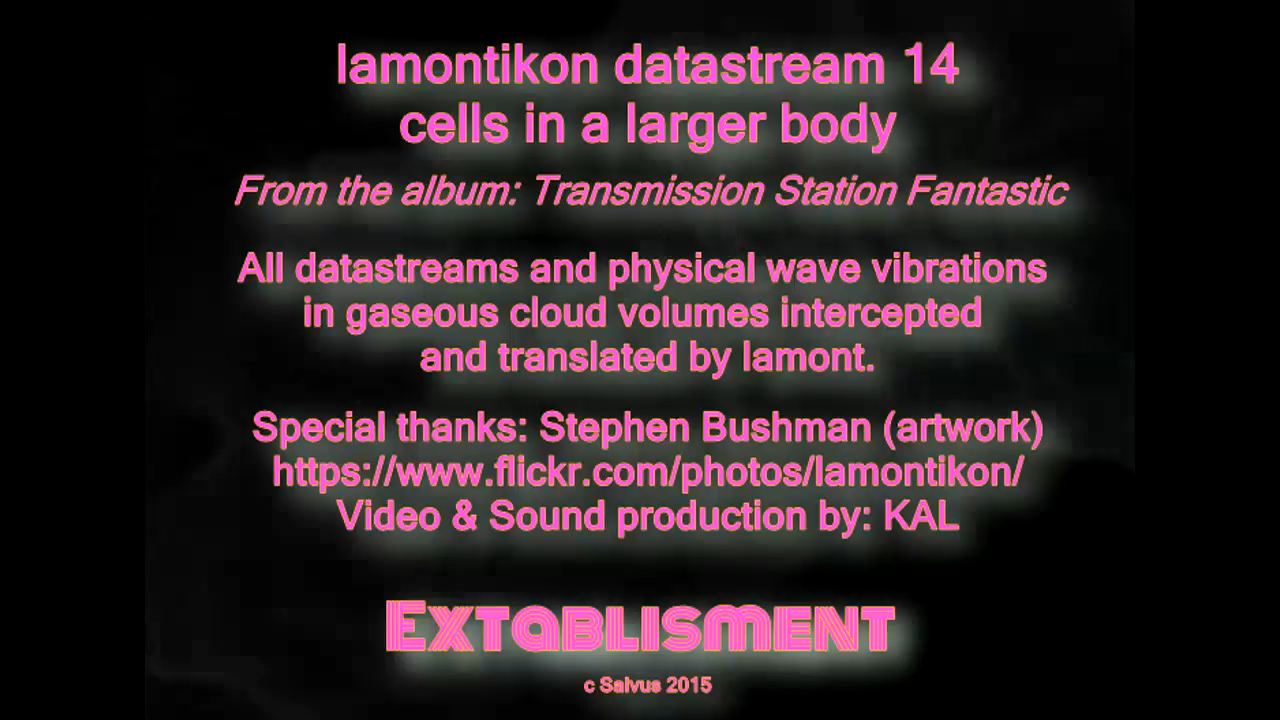 lamontikon datastream 14
cells in a larger body
From the album: Transmission Station Fantastic
All datastreams and physical wave vibrations
in gaseous cloud volumes intercepted
and translated by lamont.
Special thanks: Stephen Bushman (artwork)
https://www.flickr.com/photos/lamontikon/
Video & Sound production by: KAL
Extablisment
c Salvus 2015